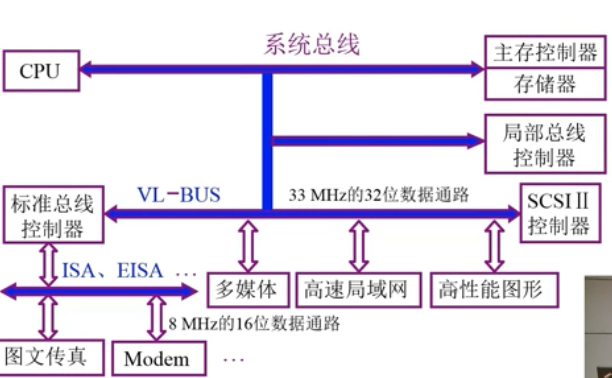 系统总线
CPU
主存控制器
存储器
局部总线
控制器
VL-BUS
33 MHz的32位数据通路
标准总线
控制器
SCSIⅡ
控制器
ISA、EISA …
多媒体
高速局域网
高性能图形
8 MHz的16位数据通路
图文传真
Modem
…